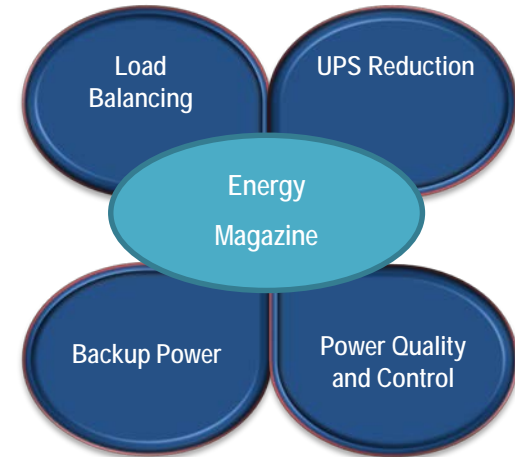 Load
Balancing
UPS Reduction
Energy
Magazine
Backup Power
Power Quality
and Control